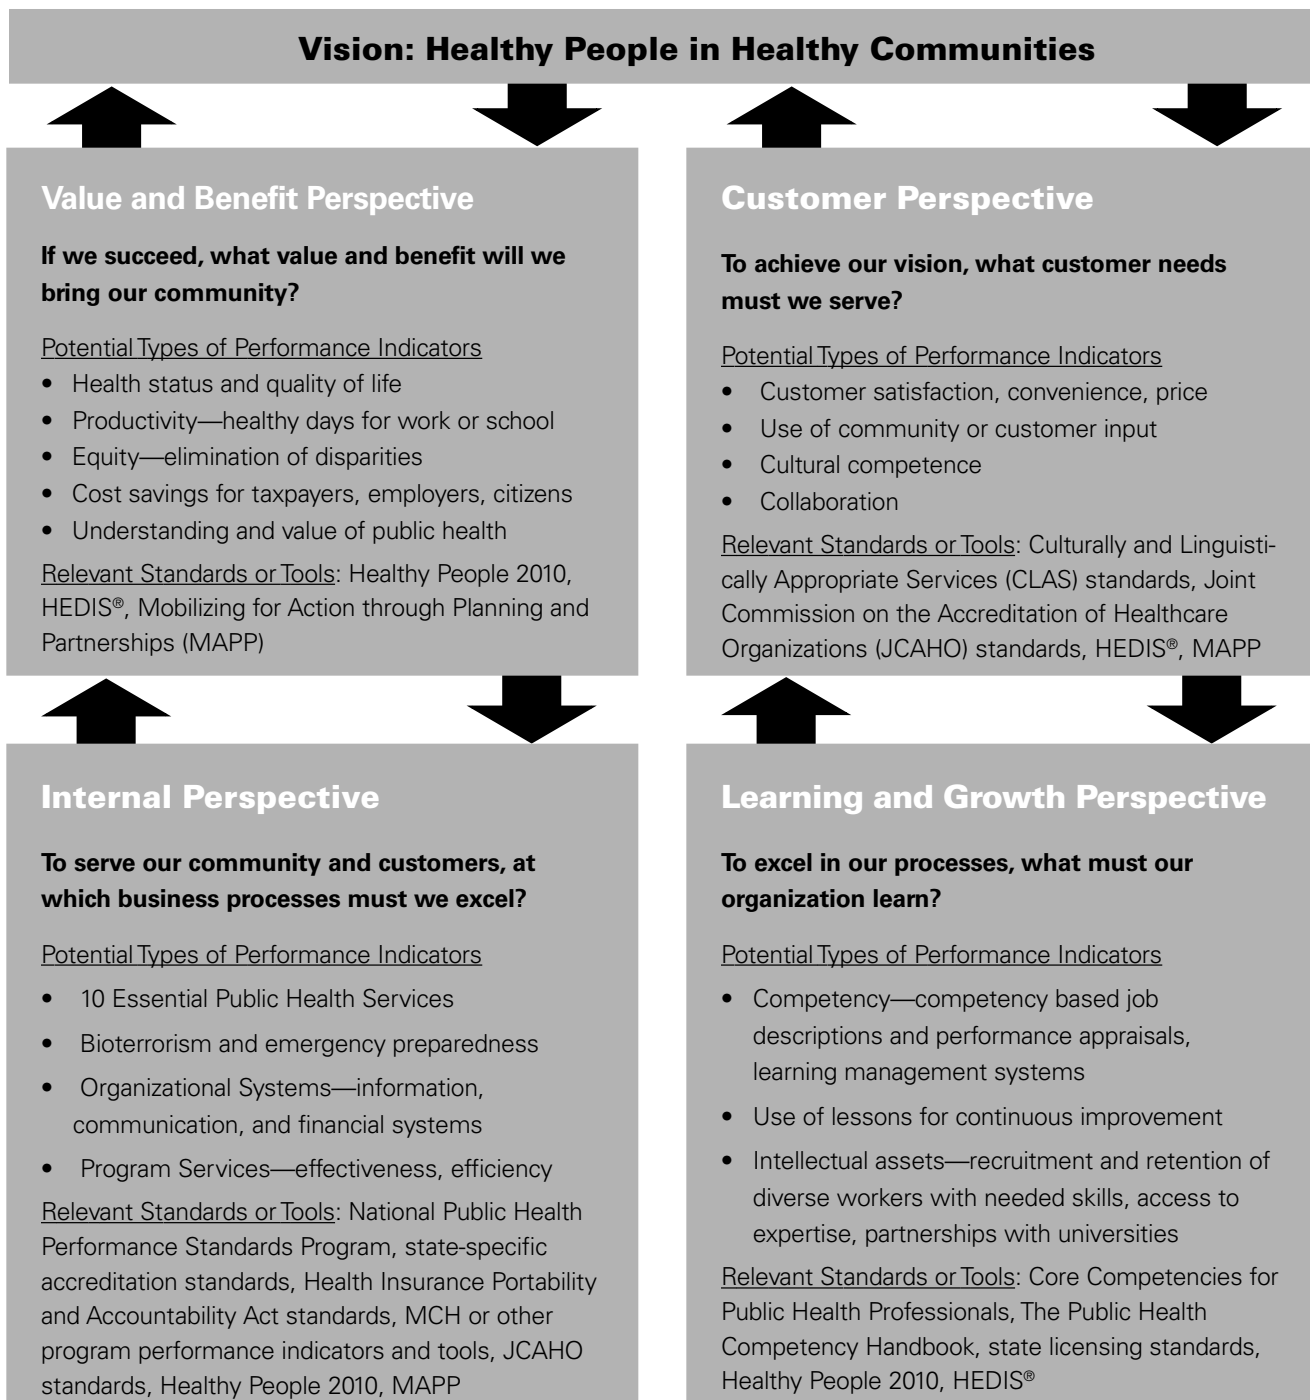 Vision: Healthy People in Healthy Communities
Value and Benefit Perspective
If we succeed, what value and benefit will we
bring our community?
Potential Types of Performance Indicators
• Health status and quality of life
• Productivity—healthy days for work or school
• Equity—elimination of disparities
• Cost savings for taxpayers, employers, citizens
• Understanding and value of public health
Relevant Standards or Tools: Healthy People 2010,
HEDIS®, Mobilizing for Action through Planning and
Partnerships (MAPP)
Customer Perspective
To achieve our vision, what customer needs
must we serve?
Potential Types of Performance Indicators
• Customer satisfaction, convenience, price
• Use of community or customer input
• Cultural competence
• Collaboration
Relevant Standards or Tools: Culturally and Linguisti-
cally Appropriate Services (CLAS) standards, Joint
Commission on the Accreditation of Healthcare
Organizations (JCAHO) standards, HEDIS®, MAPP
Internal Perspective
To serve our community and customers, at
which business processes must we excel?
Potential Types of Performance Indicators
• 10 Essential Public Health Services
• Bioterrorism and emergency preparedness
• Organizational Systems—information,
communication, and financial systems
• Program Services—effectiveness, efficiency
Relevant Standards or Tools: National Public Health
Performance Standards Program, state-specific
accreditation standards, Health Insurance Portability
and Accountability Act standards, MCH or other
program performance indicators and tools, JCAHO
standards, Healthy People 2010, MAPP
Learning and Growth Perspective
To excel in our processes, what must our
organization learn?
Potential Types of Performance Indicators
• Competency—competency based job
descriptions and performance appraisals,
learning management systems
• Use of lessons for continuous improvement
• Intellectual assets—recruitment and retention of
diverse workers with needed skills, access to
expertise, partnerships with universities
Relevant Standards or Tools: Core Competencies for
Public Health Professionals, The Public Health
Competency Handbook, state licensing standards,
Healthy People 2010, HEDIS®